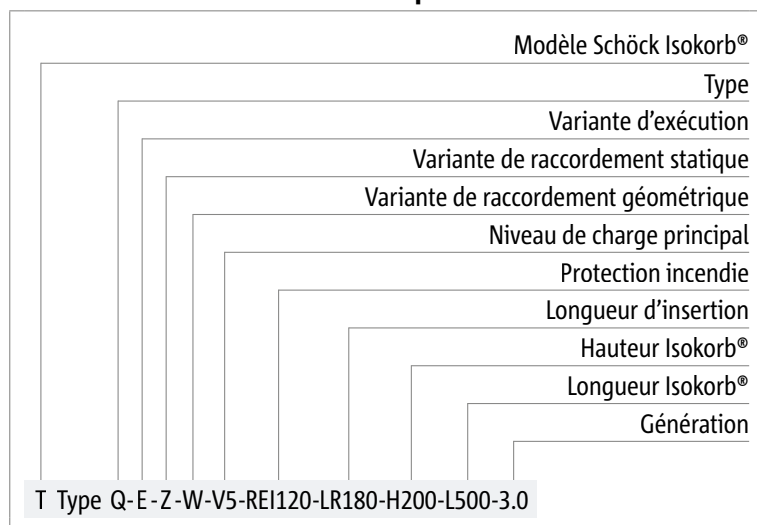 Modèle Schöck Isokorb®
Type
Variante d'exécution
Variante de raccordement statique
Variante de raccordement géométrique
Niveau de charge principal
Protection incendie
Longueur d'insertion
Hauteur Isokorb®
Longueur Isokorb®
Génération
T Type Q-E-Z-W-V5-REI120-LR180-H200-L500-3.0